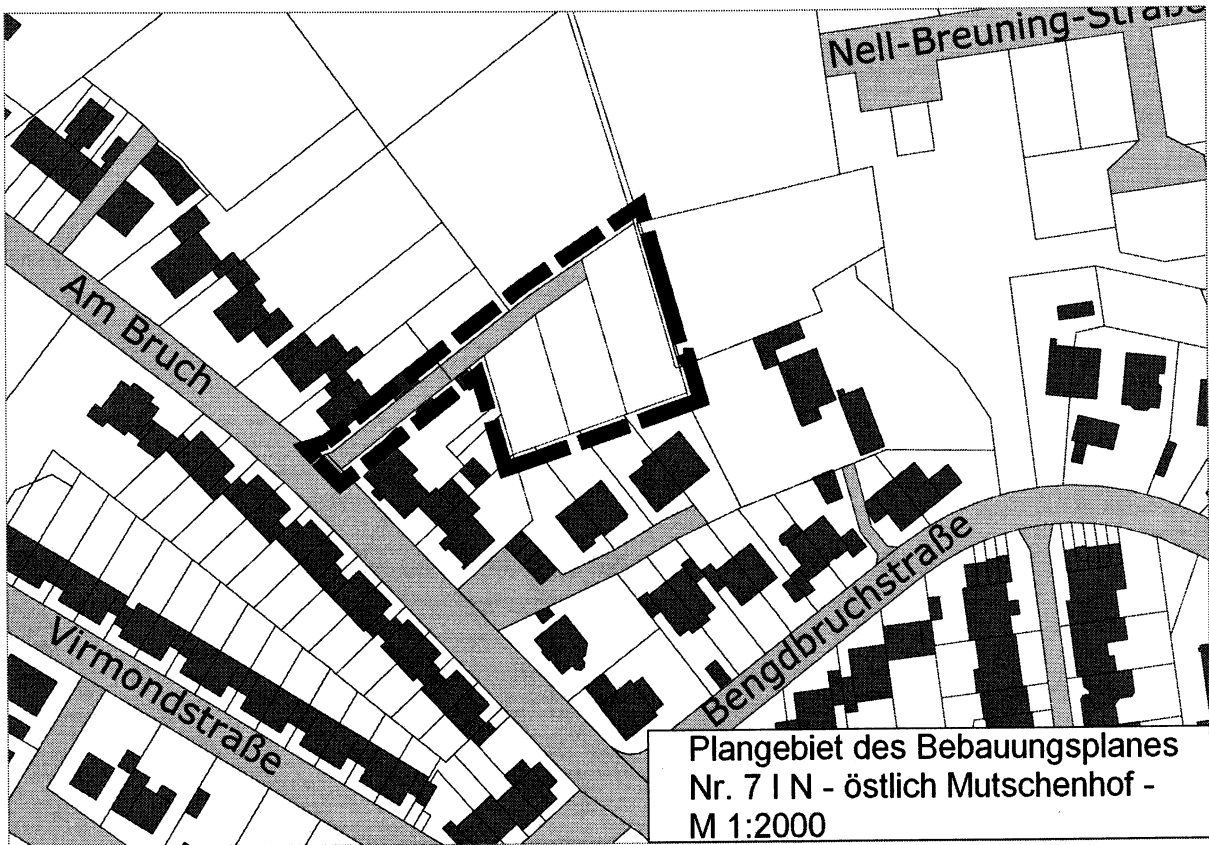 Nell-Breuning-Straße
Am Bruch
Virmondstraße
Bengdbruchstraße
Plangebiet des Bebauungsplanes
Nr. 7 I N - östlich Mutschenhof -
M 1:2000